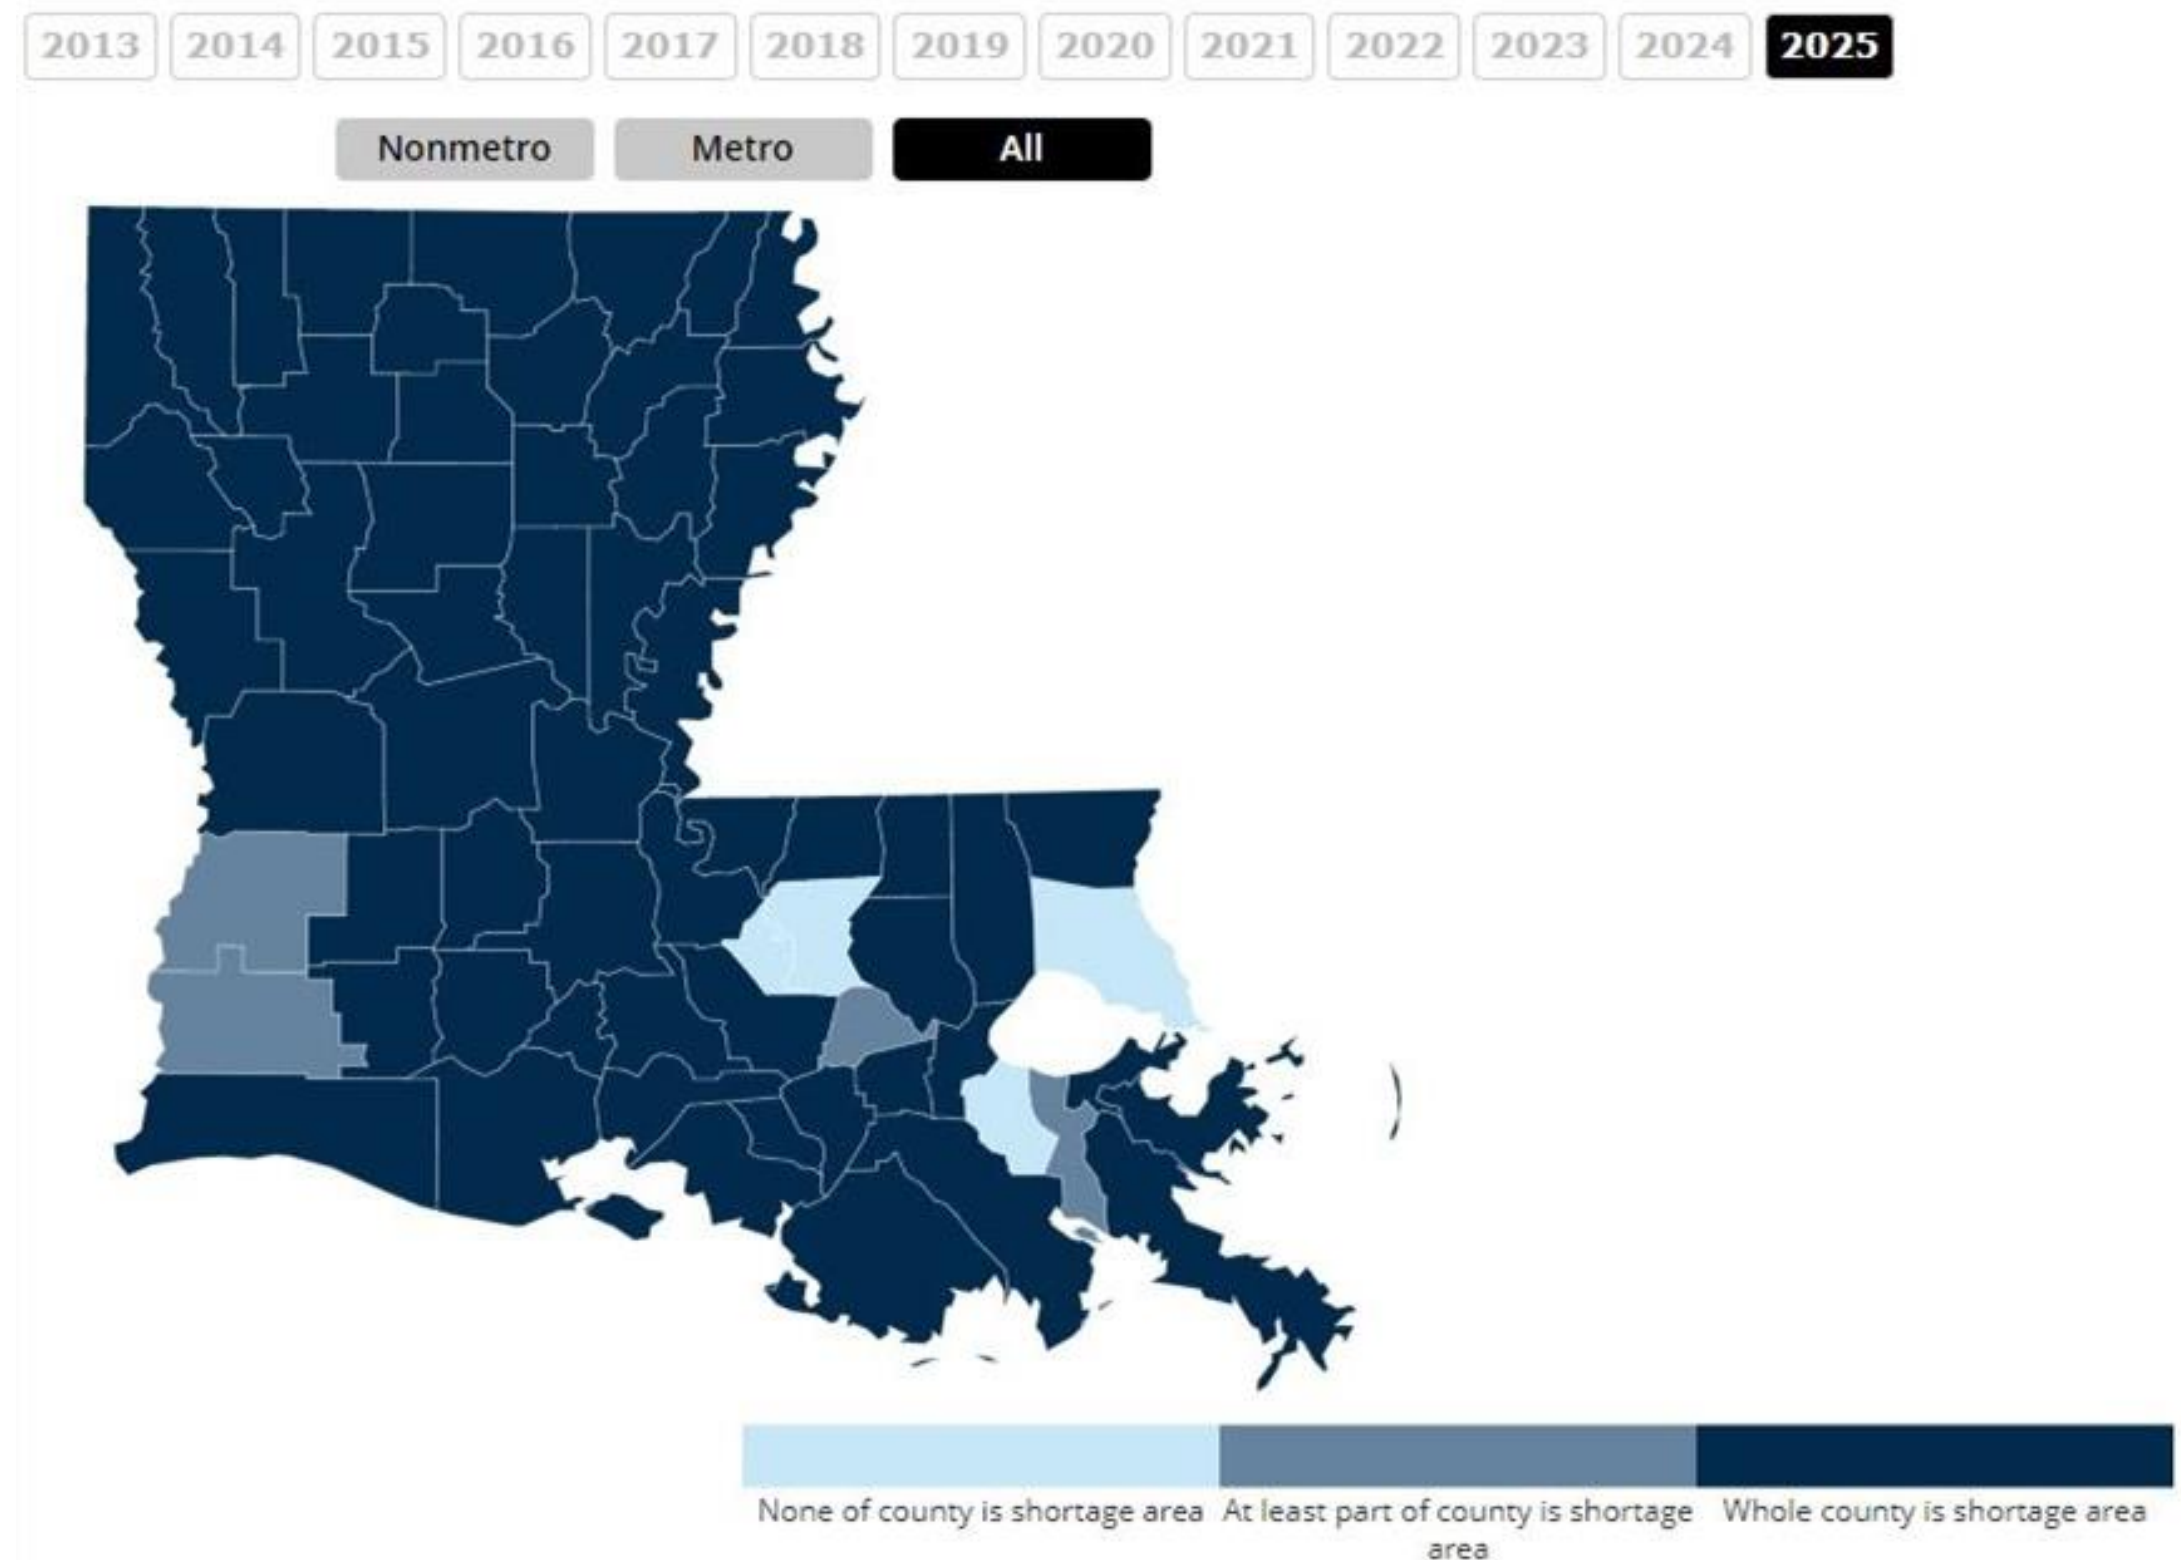 2013 2014 2015 2016 2017 2018 2019 2020 2021 2022 2023 2024 2025
Nonmetro Metro All
None of county is shortage area At least part of county is shortage area Whole county is shortage area